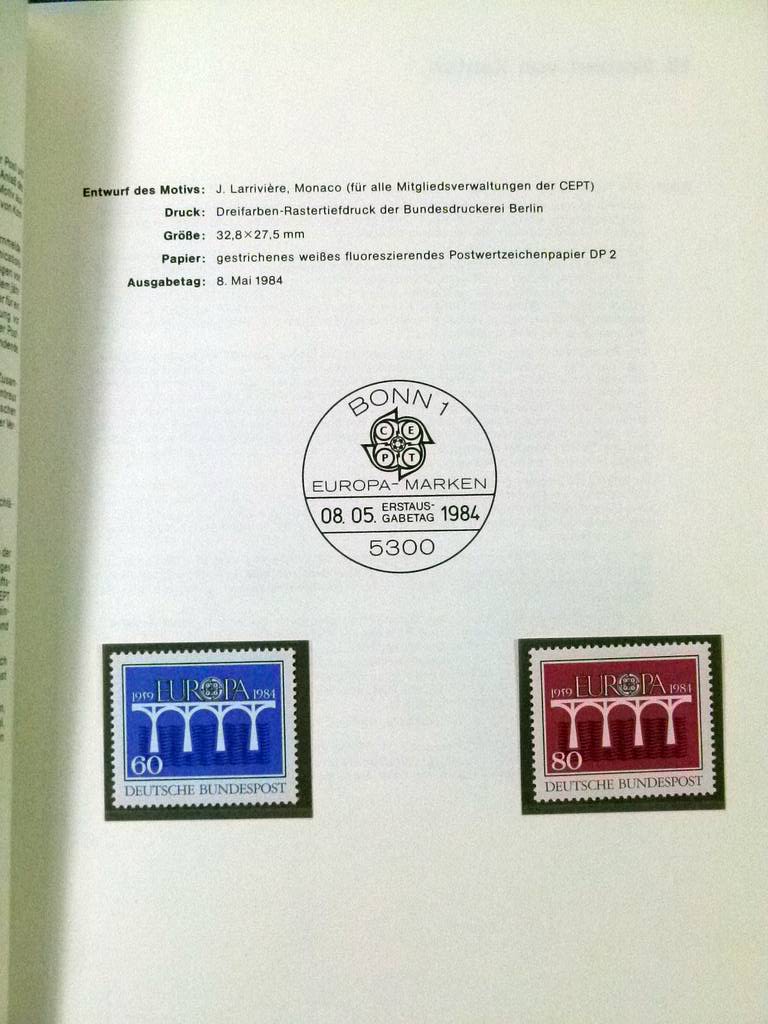 Entwurf des Motivs: J. Larrivière, Monaco (für alle Mitgliedsverwaltungen der CEPT)
Druck: Dreifarben-Rastertiefdruck der Bundesdruckerei Berlin
Größe: 32,8×27,5 mm
Papier: gestrichenes weißes fluoreszierendes Postwertzeichenpapier DP 2
Ausgabetag: 8. Mai 1984
BONN 1
C E
P T
EUROPA-MARKEN
08. 05. ERSTAUS-
GABETAG 1984
5300
1959 EUROPA 1984
60
DEUTSCHE BUNDESPOST
1959 EUROPA 1984
80
DEUTSCHE BUNDESPOST